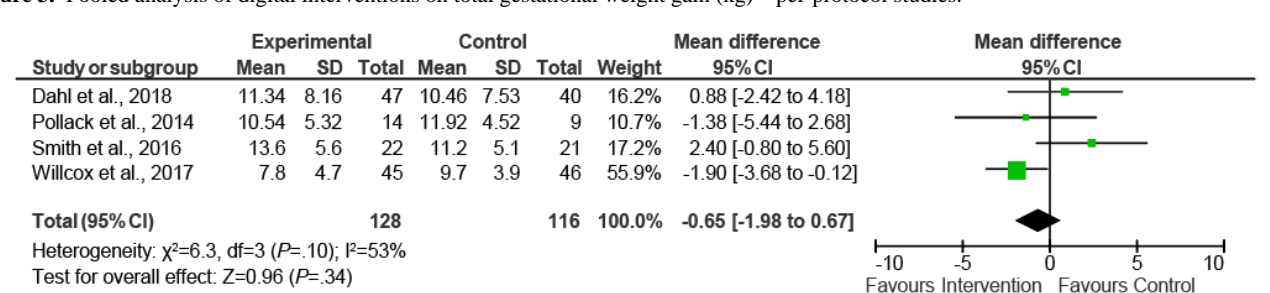 Pooled analysis of digital interventions on total gestational weight gain (kg) per protocol studies.
Experimental Control Mean difference Mean difference
Study or subgroup Mean SD Total Mean SD Total Weight 95% CI 95% CI
Dahl et al., 2018 11.34 8.16 47 10.46 7.53 40 16.2% 0.88 [-2.42 to 4.18]
Pollack et al., 2014 10.54 5.32 14 11.92 4.52 9 10.7% -1.38 [-5.44 to 2.68]
Smith et al., 2016 13.6 5.6 22 11.2 5.1 21 17.2% 2.40 [-0.80 to 5.60]
Willcox et al., 2017 7.8 4.7 45 9.7 3.9 46 55.9% -1.90 [-3.68 to -0.12]
Total (95% CI) 128 116 100.0% -0.65 [-1.98 to 0.67]
Heterogeneity: χ²=6.3, df=3 (P=.10); I²=53%
Test for overall effect: Z=0.96 (P=.34)
-10 -5 0 5 10
Favours Intervention Favours Control